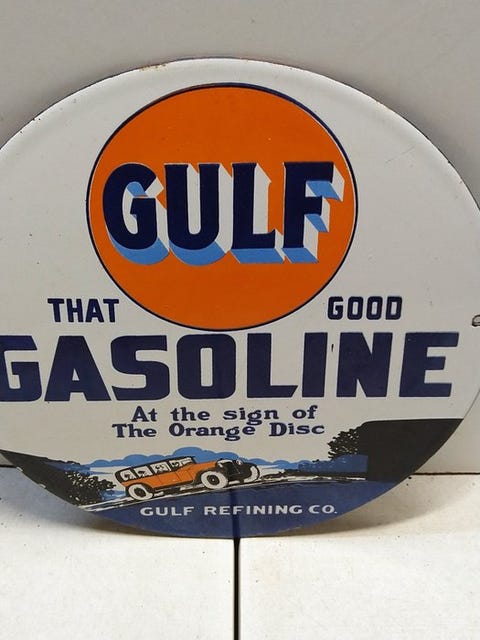 GULF
THAT GOOD
GASOLINE
At the sign of
The Orange Disc
GULF REFINING CO.